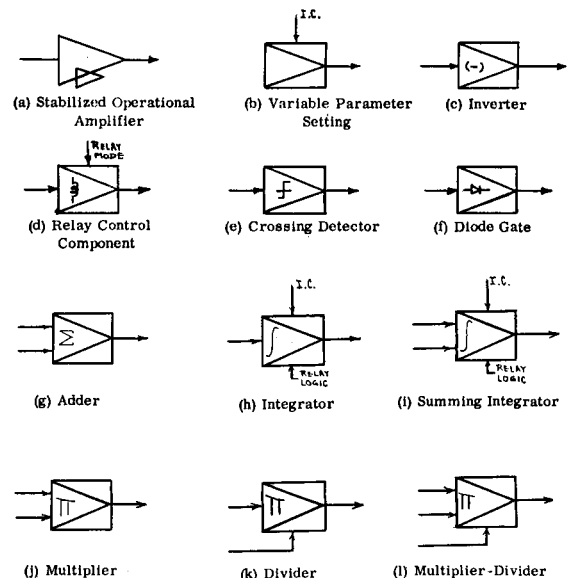 I.C.
(a) Stabilized Operational
Amplifier
(b) Variable Parameter
Setting
(-)
(c) Inverter
RELAY
MODE
(d) Relay Control
Component
(e) Crossing Detector
(f) Diode Gate
Σ
(g) Adder
I.C.
∫
RELAY
LOGIC
(h) Integrator
I.C.
∫
RELAY
LOGIC
(i) Summing Integrator
π
(j) Multiplier
π
(k) Divider
π
(l) Multiplier-Divider